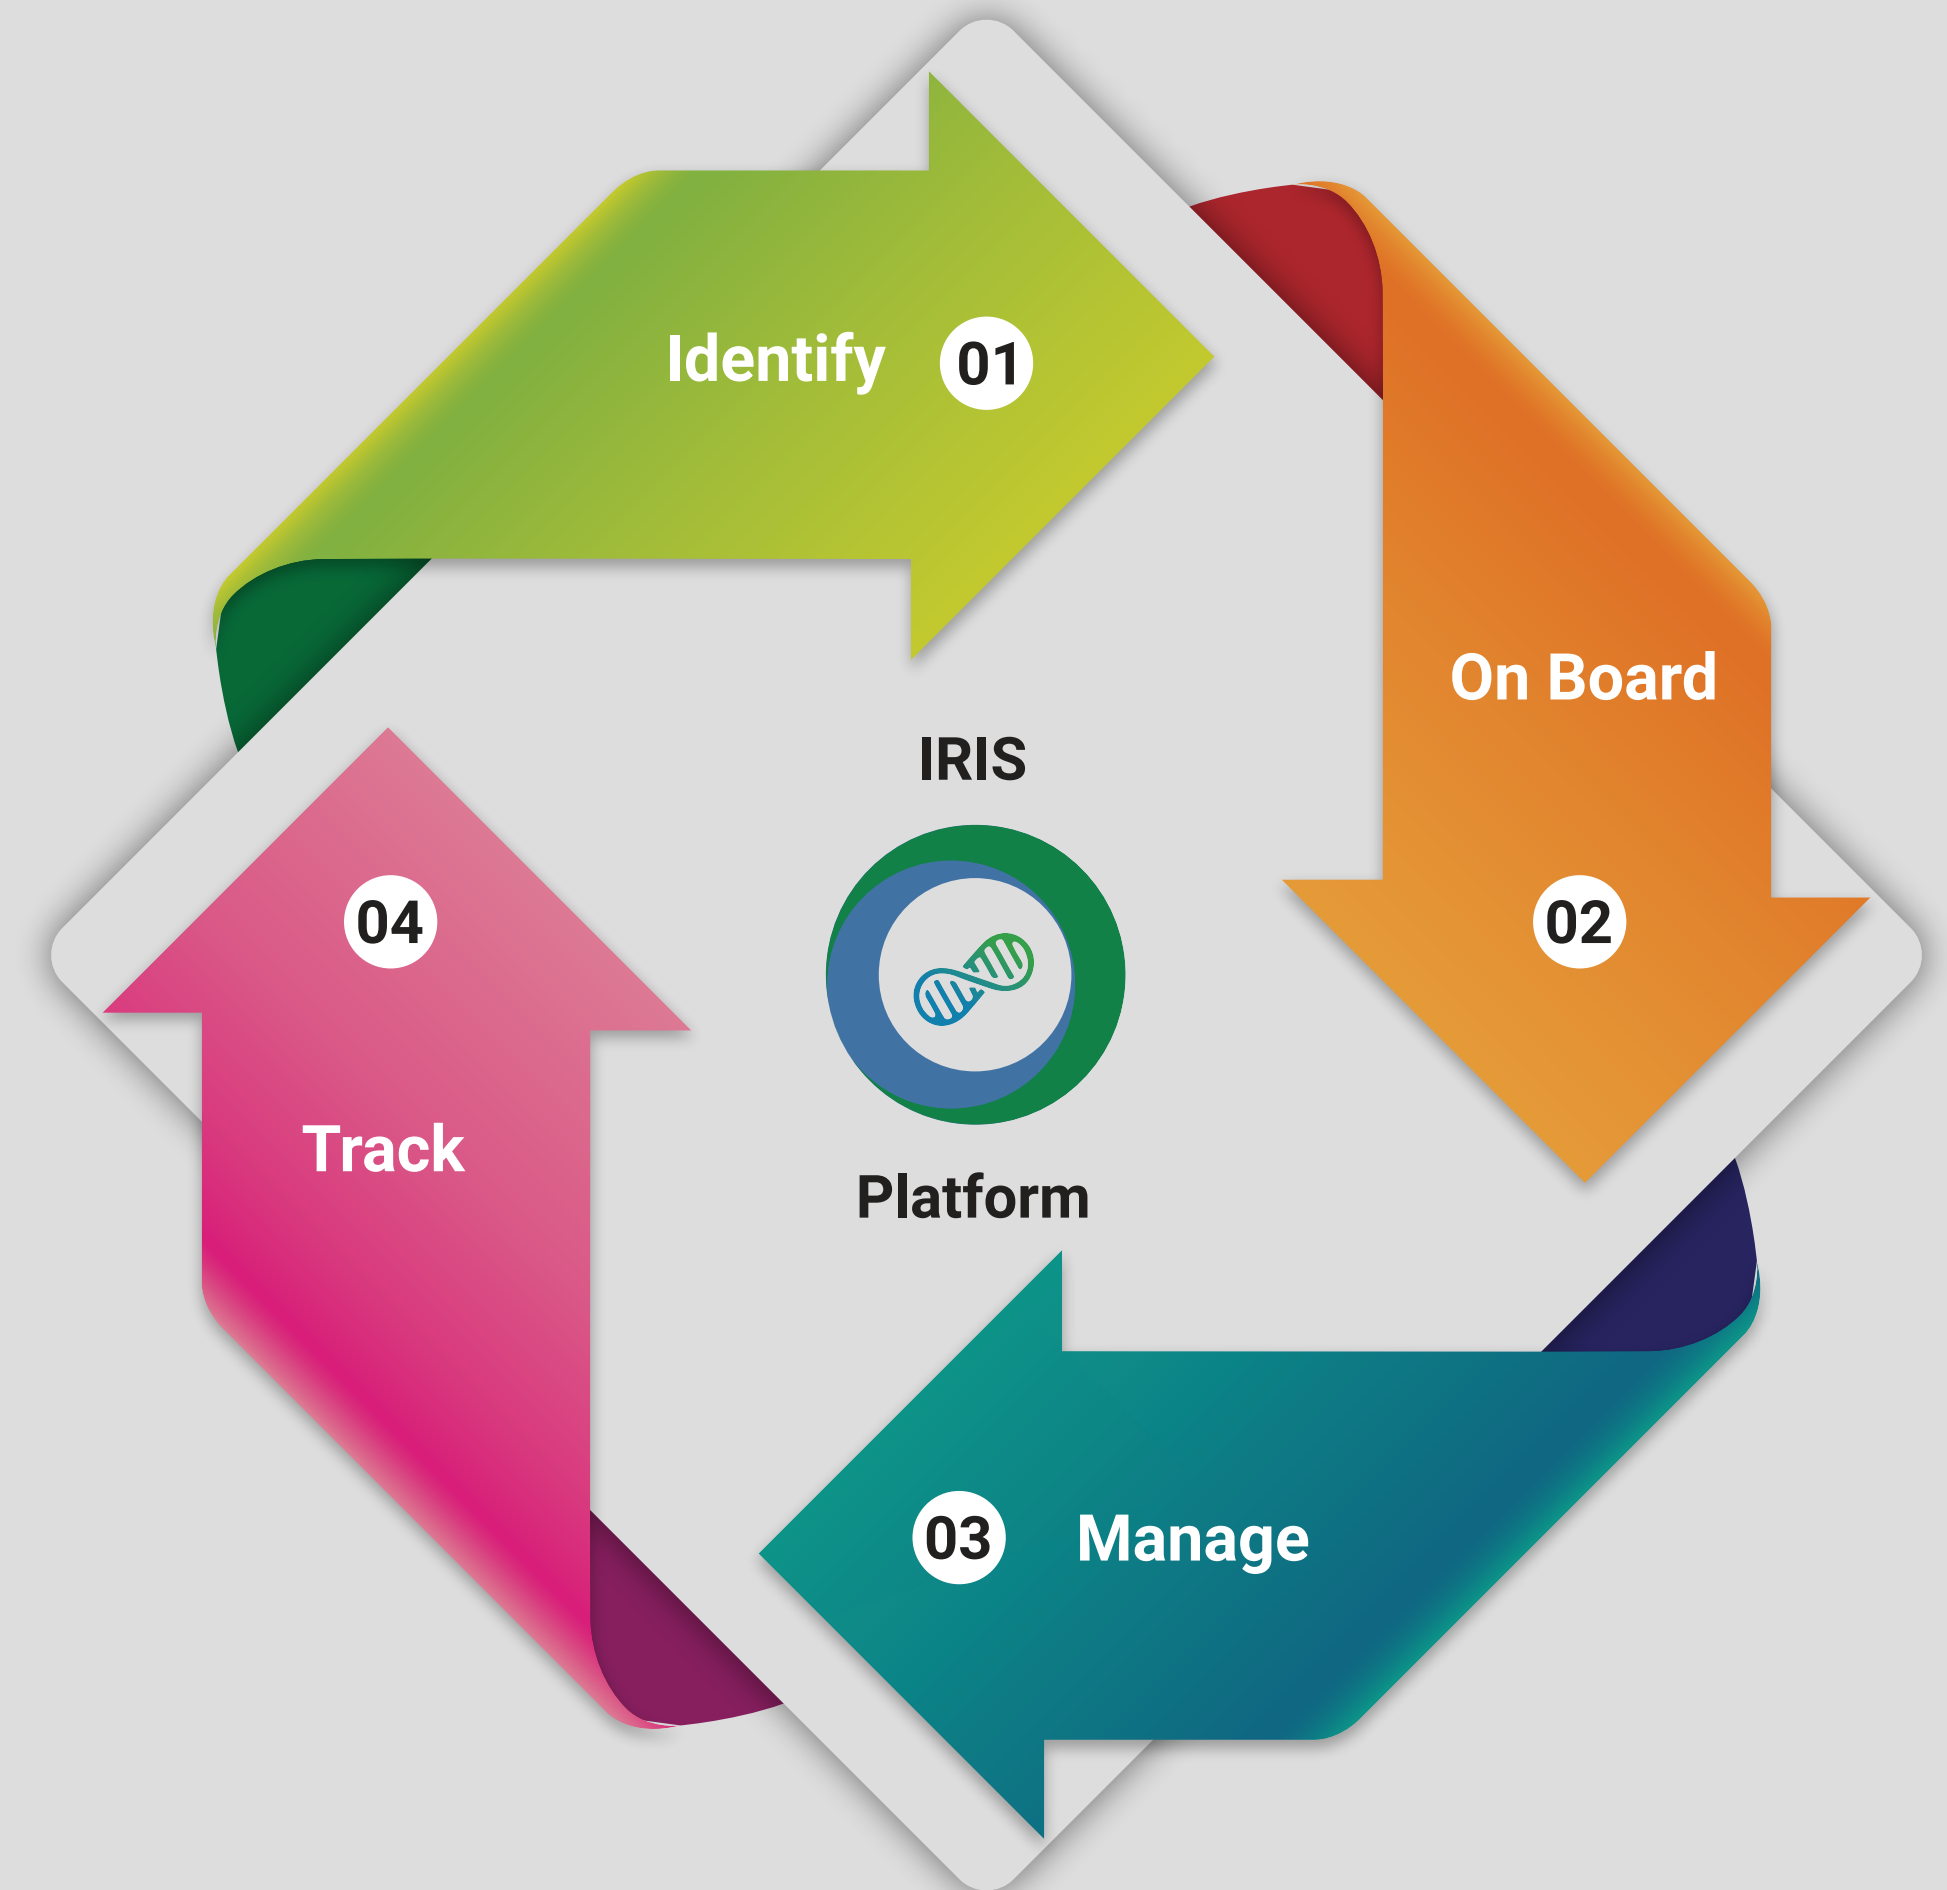 Identify 01
On Board
02
03 Manage
04
Track
IRIS
Platform